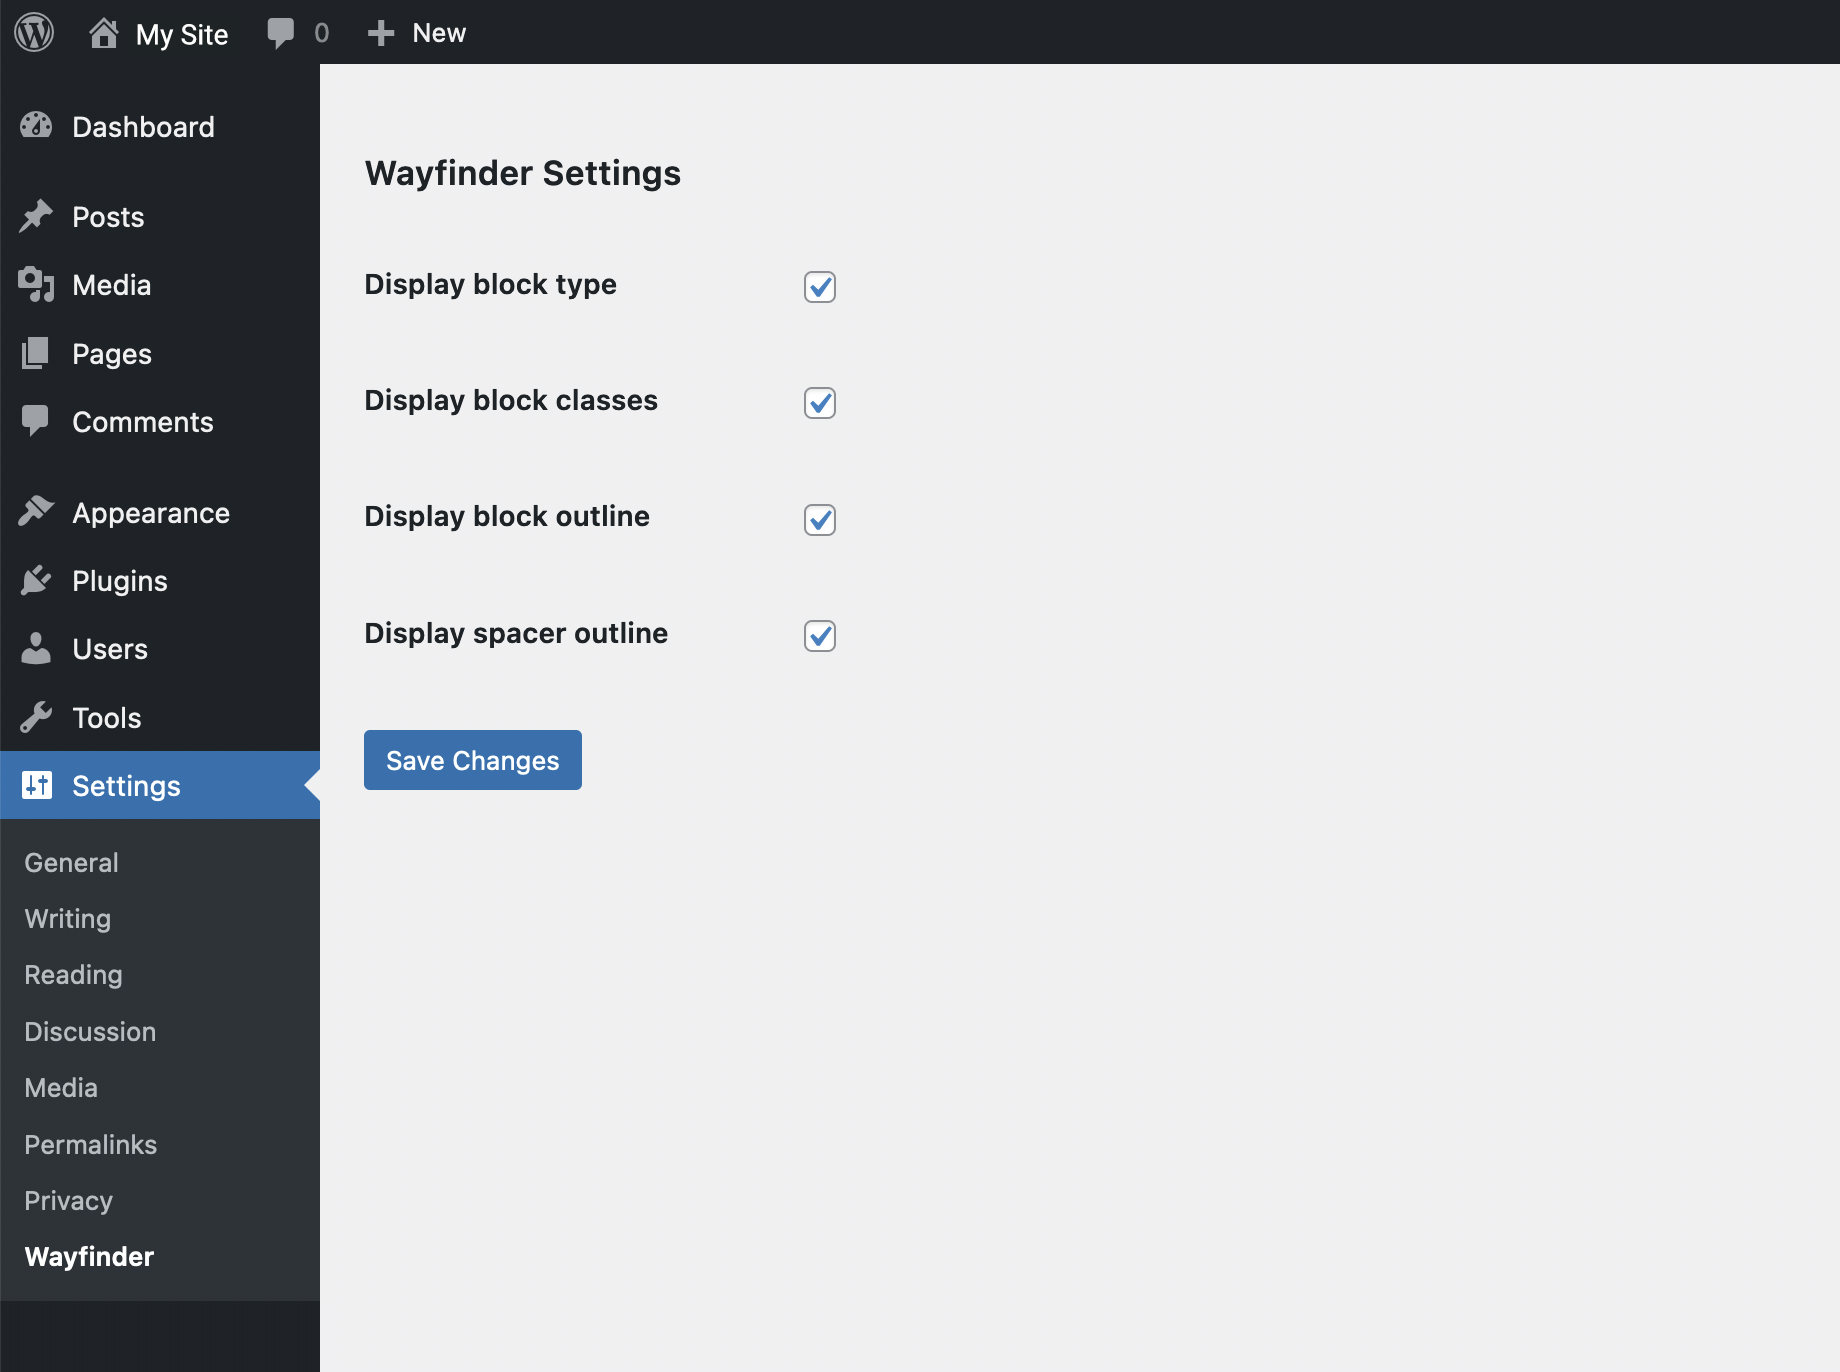 My Site 0 New
Dashboard
Posts
Media
Pages
Comments
Appearance
Plugins
Users
Tools
Settings
General
Writing
Reading
Discussion
Media
Permalinks
Privacy
Wayfinder
Wayfinder Settings
Display block type
Display block classes
Display block outline
Display spacer outline
Save Changes